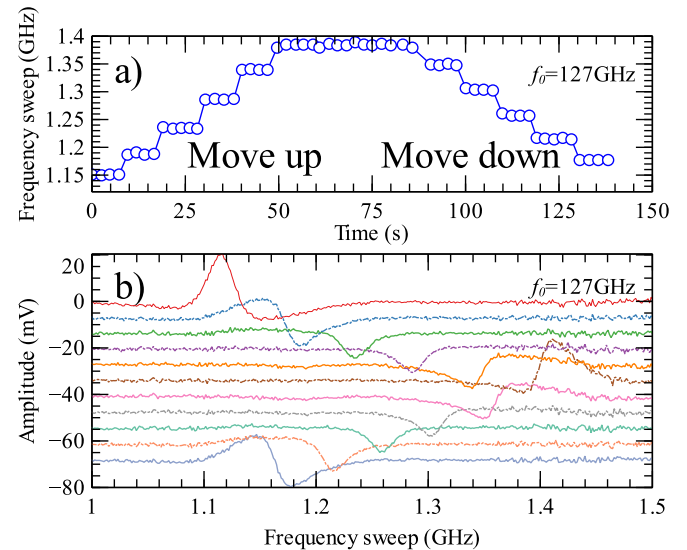 Frequency sweep (GHz)
1.4
1.35
1.3
1.25
1.2
1.15
a)
f₀=127GHz
Move up
Move down
0
25
50
75
100
125
150
Time (s)
Amplitude (mV)
20
0
−20
−40
−60
−80
b)
f₀=127GHz
1
1.1
1.2
1.3
1.4
1.5
Frequency sweep (GHz)